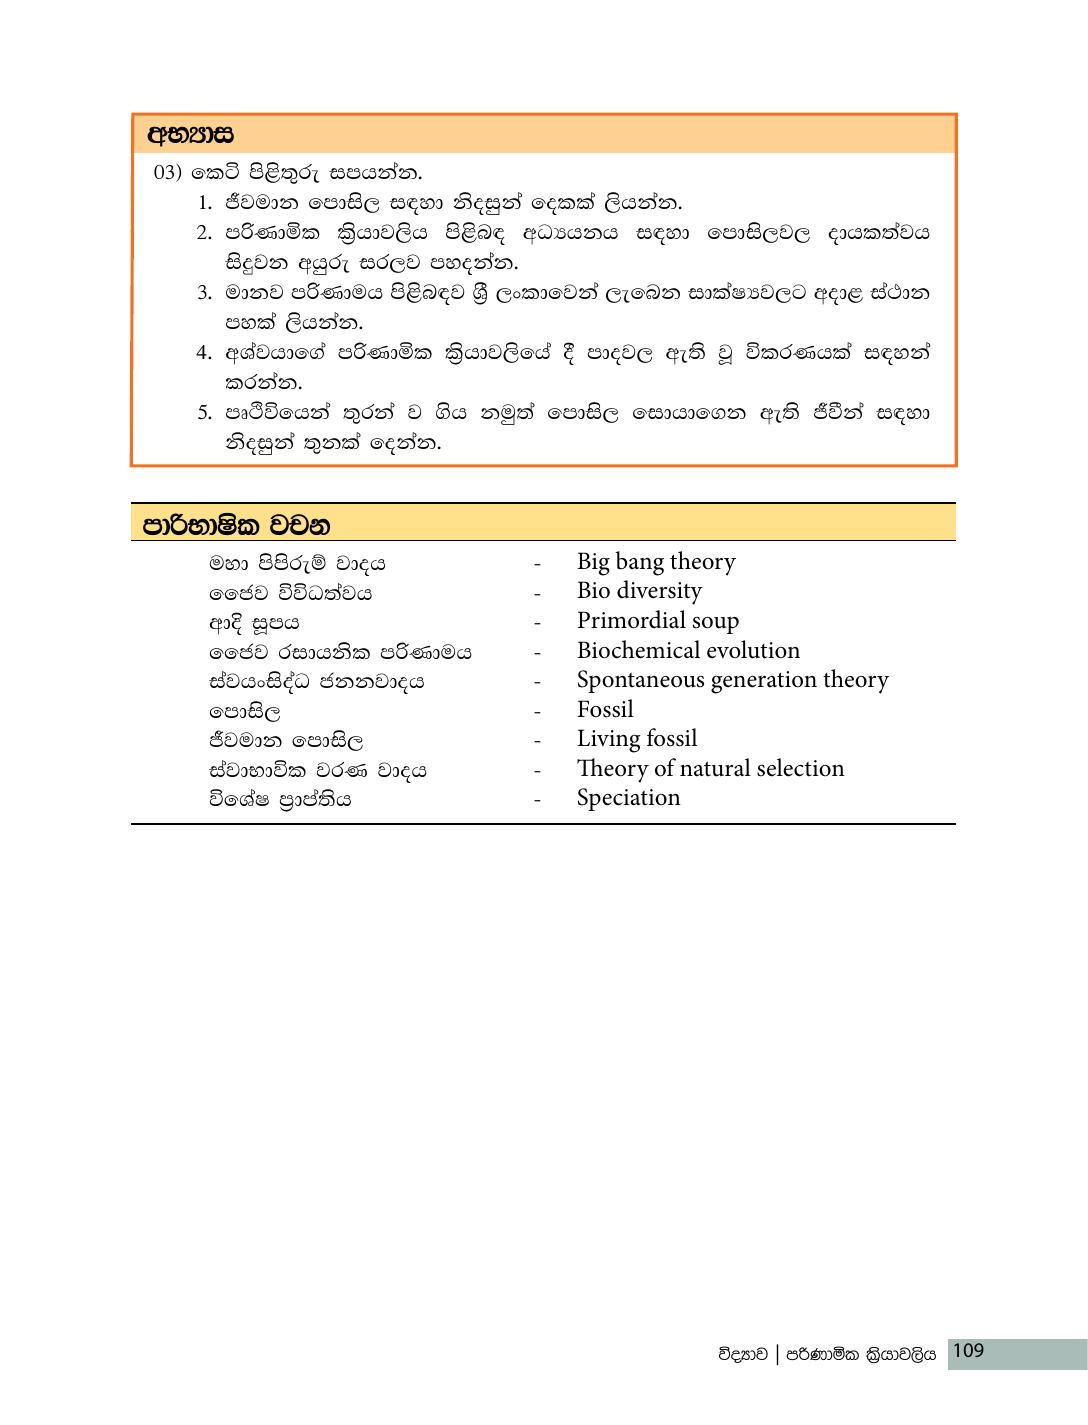 අභ්‍යාස
03) කෙටි පිළිතුරු සපයන්න.
1. ජීවමාන පොසිල සඳහා නිදසුන් දෙකක් ලියන්න.
2. පරිණාමික ක්‍රියාවලිය පිළිබඳ අධ්‍යයනය සඳහා පොසිලවල දායකත්වය
සිදුවන අයුරු සරලව පහදන්න.
3. මානව පරිණාමය පිළිබඳව ශ්‍රී ලංකාවෙන් ලැබෙන සාක්ෂ්‍යවලට අදාළ ස්ථාන
පහක් ලියන්න.
4. අශ්වයාගේ පරිණාමික ක්‍රියාවලියේ දී පාදවල ඇති වූ විකරණයක් සඳහන්
කරන්න.
5. පෘථිවියෙන් තුරන් ව ගිය නමුත් පොසිල සොයාගෙන ඇති ජීවීන් සඳහා
නිදසුන් තුනක් දෙන්න.
පාරිභාෂික වචන
මහා පිපිරුම් වාදය - Big bang theory
ජෛව විවිධත්වය - Bio diversity
ආදි සූපය - Primordial soup
ජෛව රසායනික පරිණාමය - Biochemical evolution
ස්වයංසිද්ධ ජනනවාදය - Spontaneous generation theory
පොසිල - Fossil
ජීවමාන පොසිල - Living fossil
ස්වාභාවික වරණ වාදය - Theory of natural selection
විශේෂ ප්‍රාප්තිය - Speciation
විද්‍යාව | පරිණාමික ක්‍රියාවලිය 109